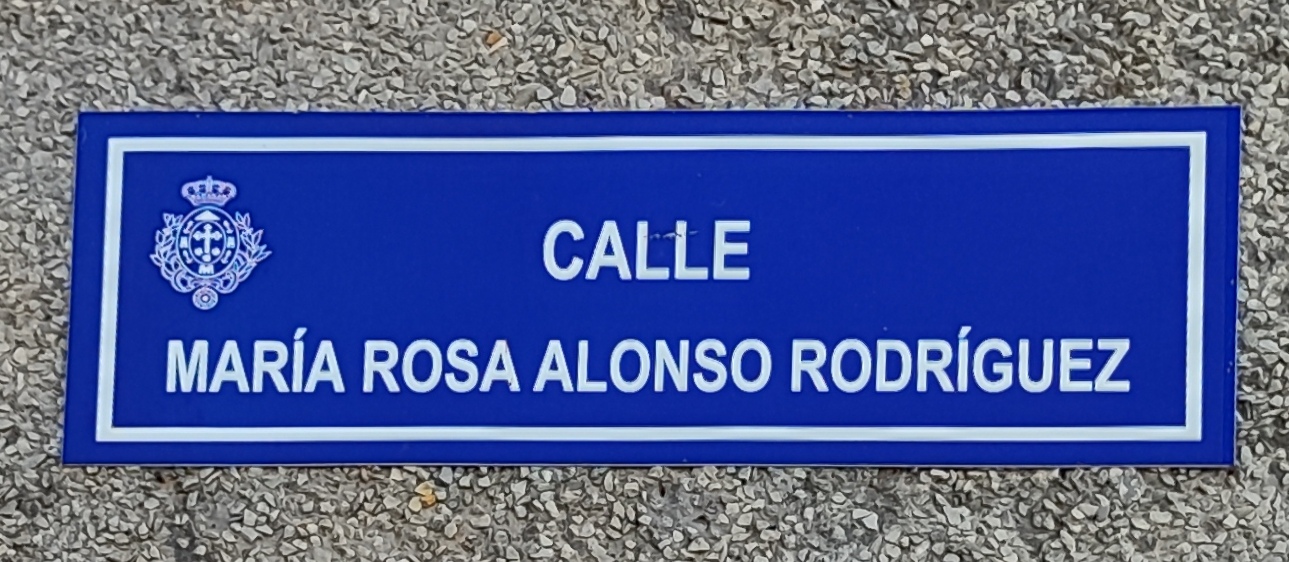 CALLE
MARÍA ROSA ALONSO RODRÍGUEZ